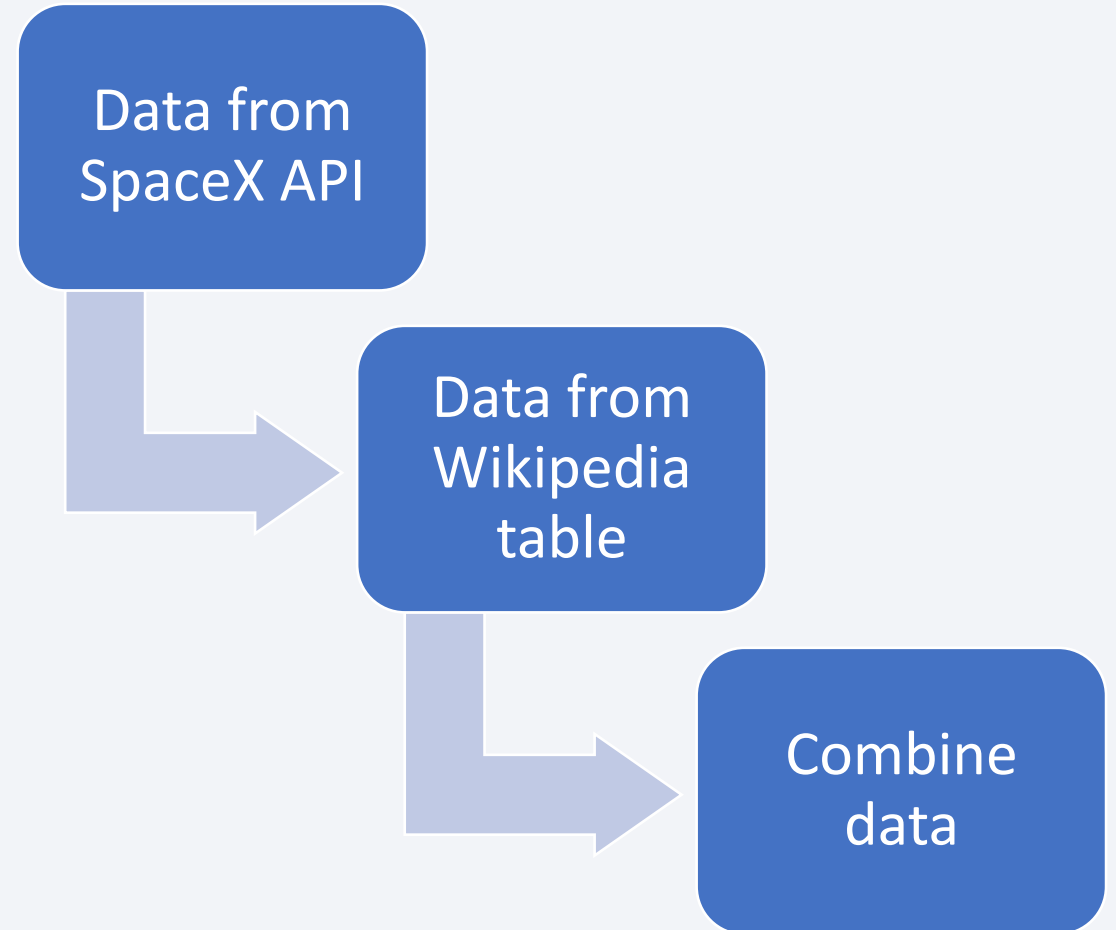 Data from
SpaceX API
Data from
Wikipedia
table
Combine
data